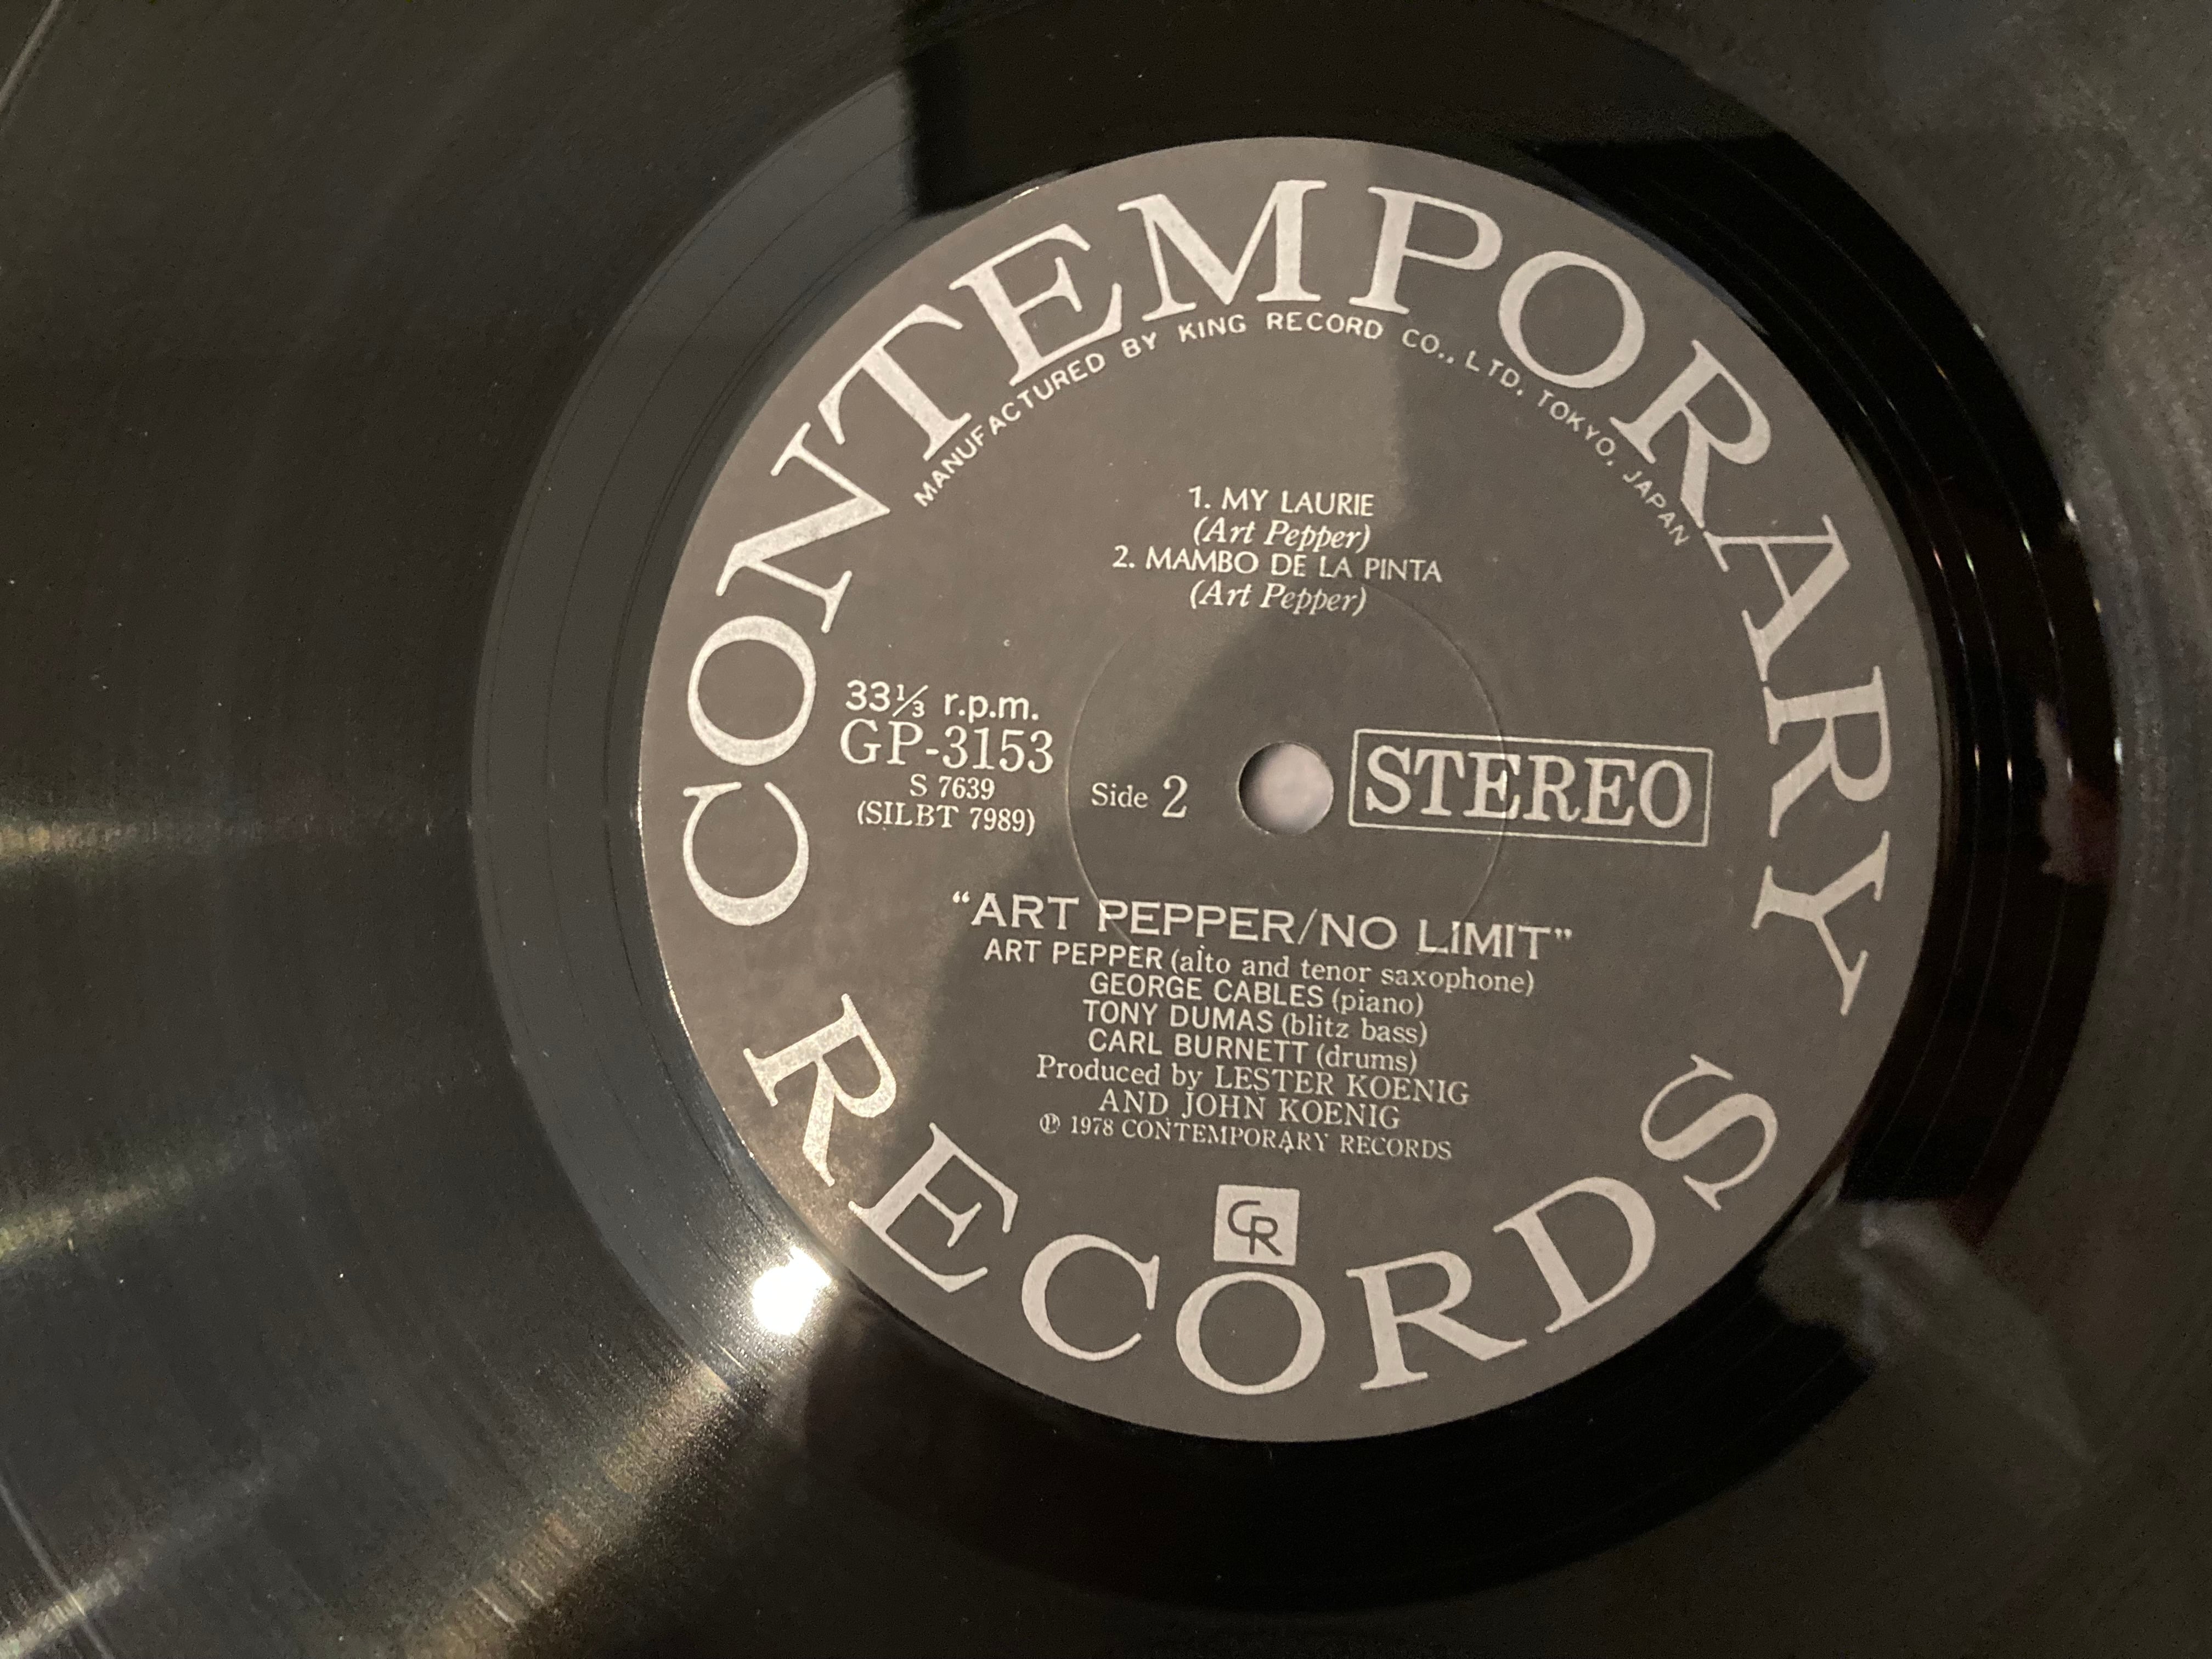 CONTEMPORARY
MANUFACTURED BY KING RECORD CO., LTD. TOKYO, JAPAN
1. MY LAURIE
(Art Pepper)
2. MAMBO DE LA PINTA
(Art Pepper)
33⅓ r.p.m.
GP-3153
S 7639
(SILBT 7989)
Side 2
STEREO
“ART PEPPER/NO LIMIT”
ART PEPPER (alto and tenor saxophone)
GEORGE CABLES (piano)
TONY DUMAS (blitz bass)
CARL BURNETT (drums)
Produced by LESTER KOENIG
AND JOHN KOENIG
℗ 1978 CONTEMPORARY RECORDS
CR
RECORDS